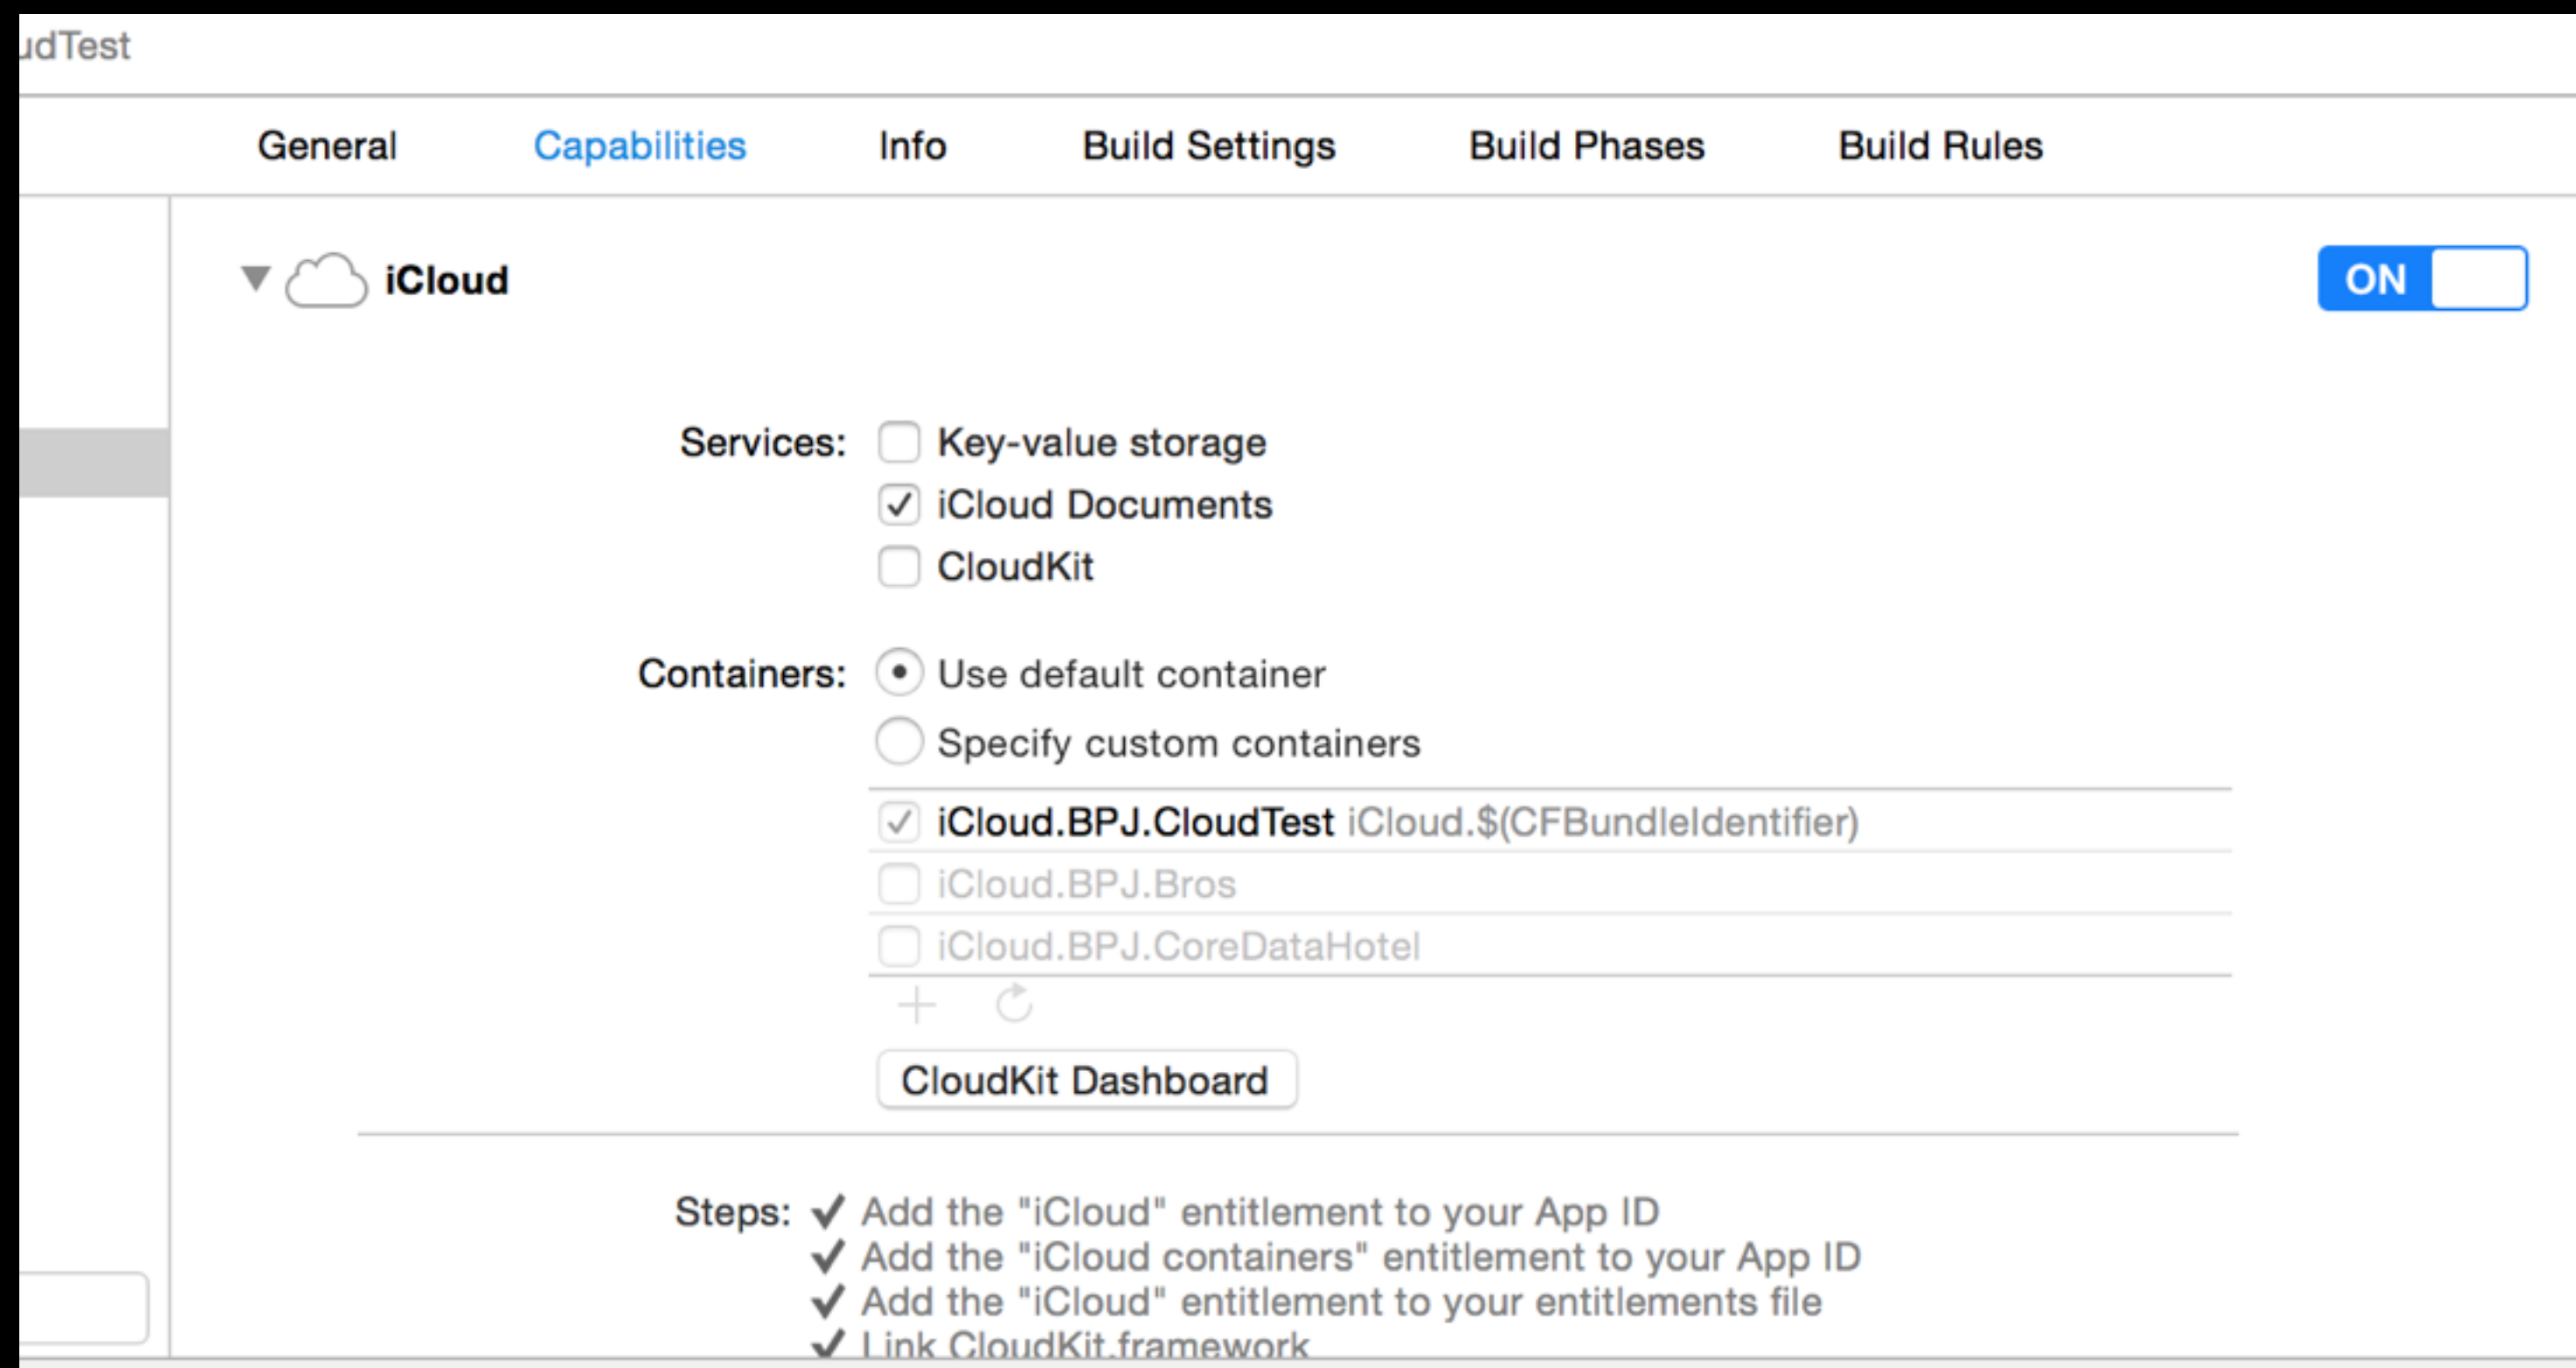 udTest
General Capabilities Info Build Settings Build Phases Build Rules
iCloud ON
Services: Key-value storage
iCloud Documents
CloudKit
Containers: Use default container
Specify custom containers
iCloud.BPJ.CloudTest iCloud.$(CFBundleIdentifier)
iCloud.BPJ.Bros
iCloud.BPJ.CoreDataHotel
CloudKit Dashboard
Steps: Add the "iCloud" entitlement to your App ID
Add the "iCloud containers" entitlement to your App ID
Add the "iCloud" entitlement to your entitlements file
Link CloudKit.framework